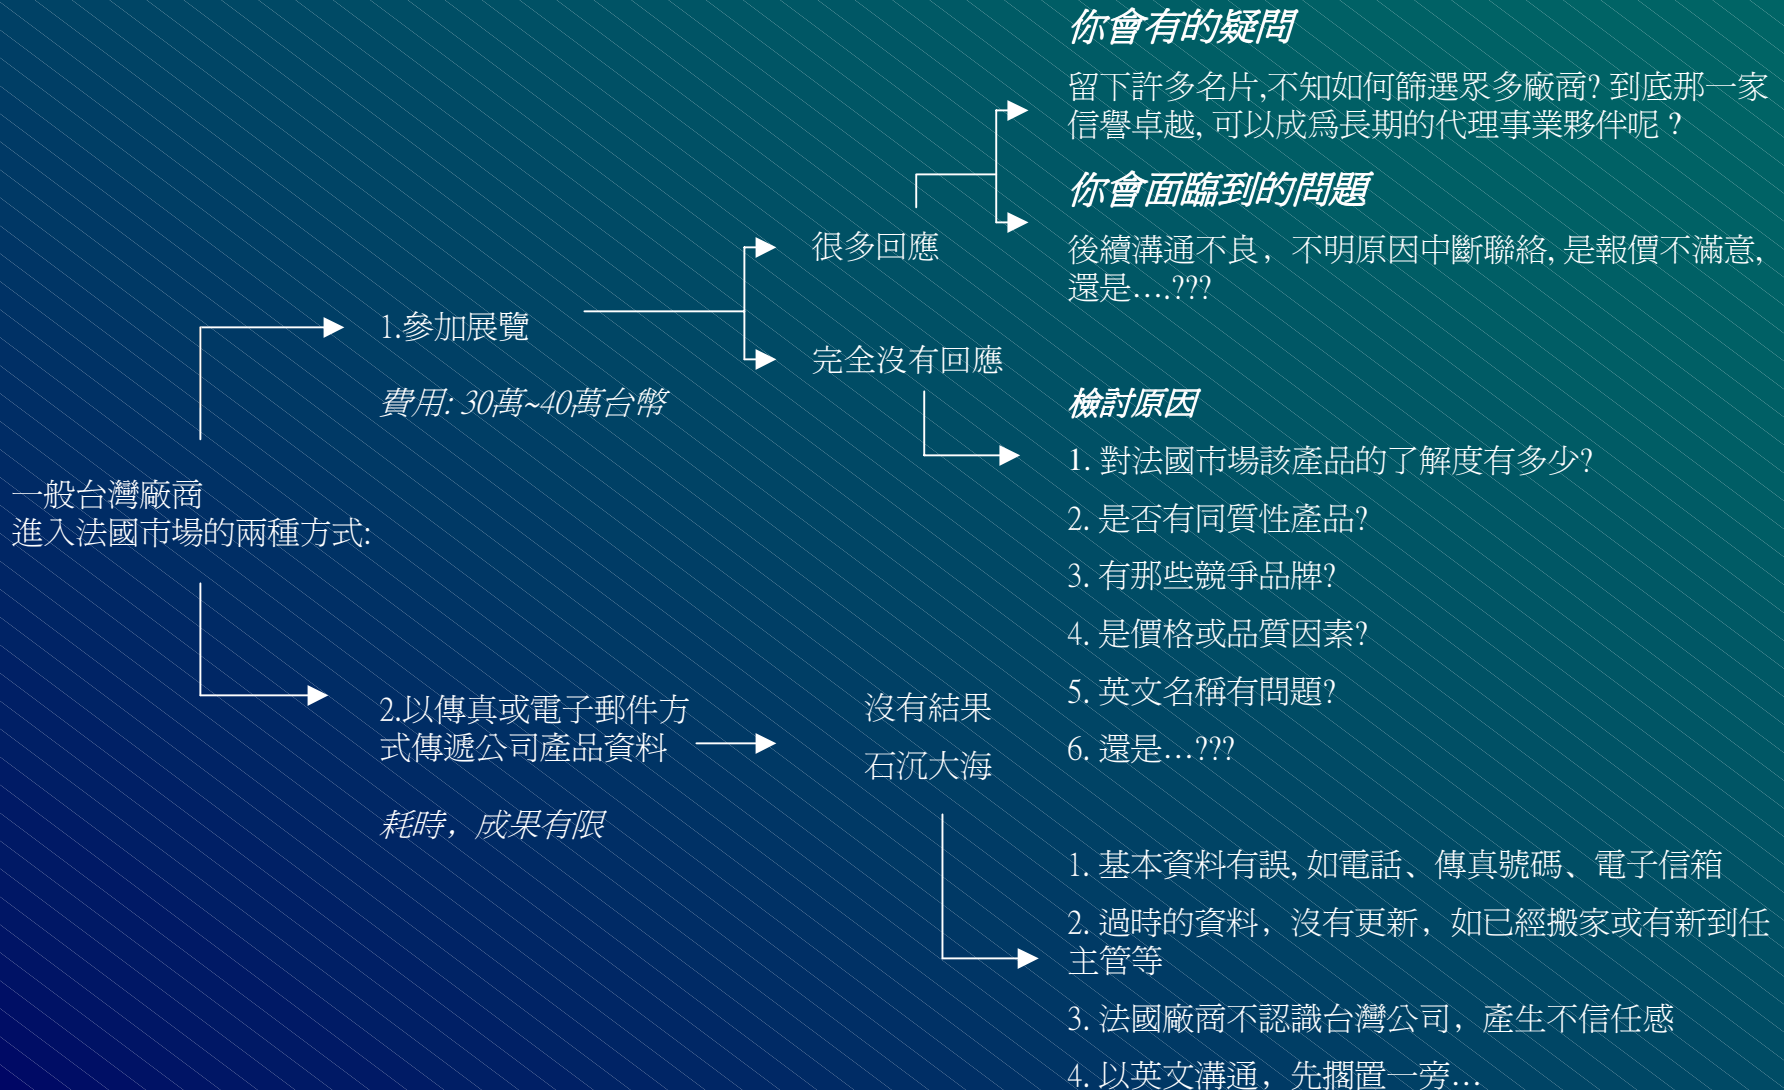 一般台灣廠商
進入法國市場的兩種方式:
1.參加展覽
費用: 30萬~40萬台幣
很多回應
你會有的疑問
留下許多名片,不知如何篩選眾多廠商? 到底那一家
信譽卓越, 可以成為長期的代理事業夥伴呢 ?
你會面臨到的問題
後續溝通不良，不明原因中斷聯絡, 是報價不滿意,
還是….???
完全沒有回應
檢討原因
1. 對法國市場該產品的了解度有多少?
2. 是否有同質性產品?
3. 有那些競爭品牌?
4. 是價格或品質因素?
5. 英文名稱有問題?
6. 還是…???
2.以傳真或電子郵件方
式傳遞公司產品資料
耗時，成果有限
沒有結果
石沉大海
1. 基本資料有誤, 如電話、傳真號碼、電子信箱
2. 過時的資料，沒有更新，如已經搬家或有新到任
主管等
3. 法國廠商不認識台灣公司，產生不信任感
4. 以英文溝通，先擱置一旁…